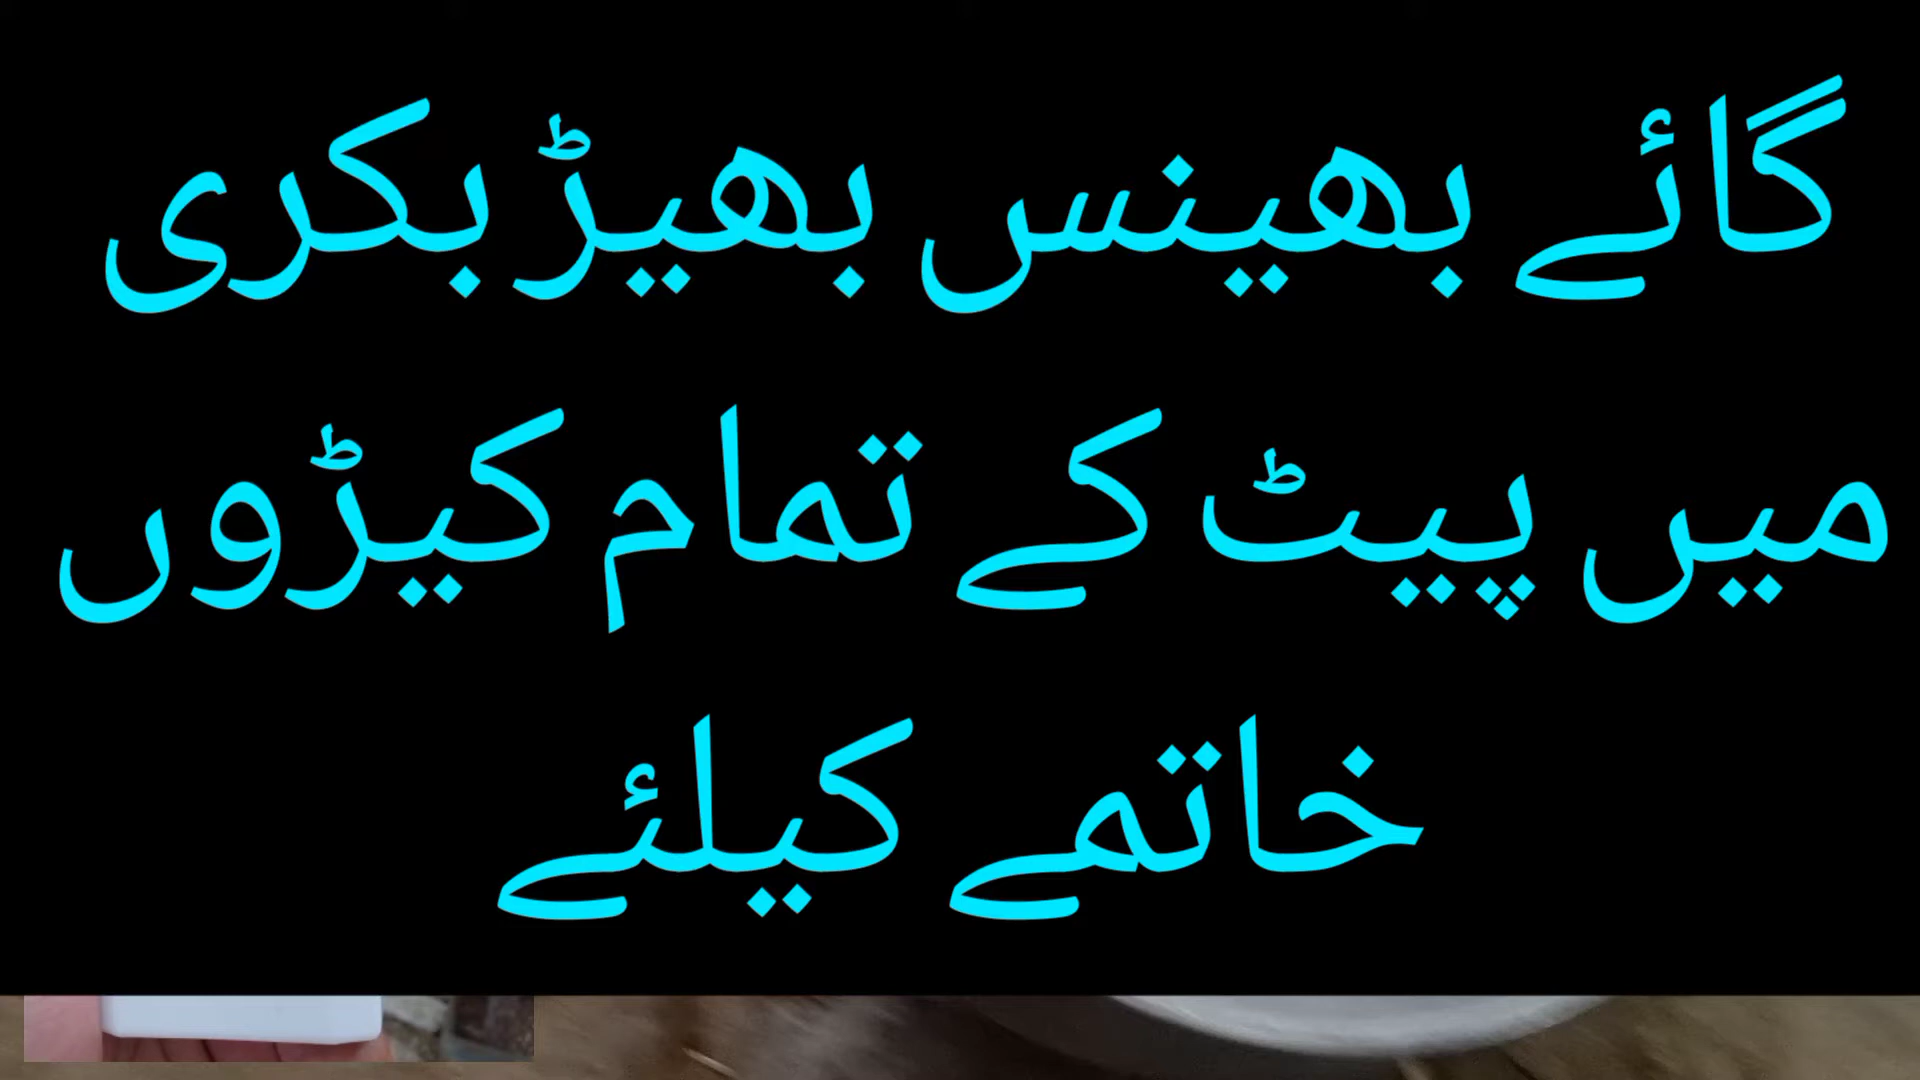 گائے بھینس بھیڑ بکری
میں پیٹ کے تمام کیڑوں
خاتمے کیلئے